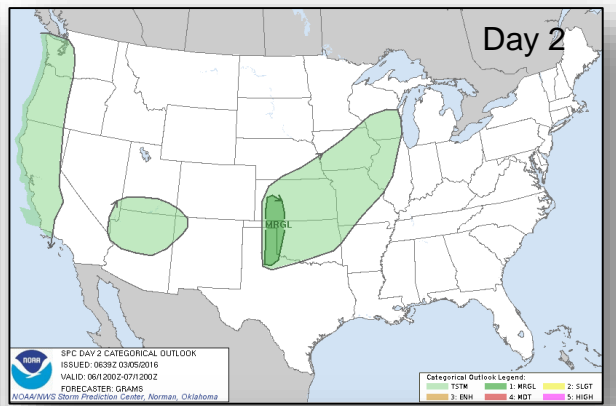 Day 2
MRGL
NOAA
SPC DAY 2 CATEGORICAL OUTLOOK
ISSUED: 0639Z 03/05/2016
VALID: 06/1200Z-07/1200Z
FORECASTER: GRAMS
NOAA/NWS Storm Prediction Center, Norman, Oklahoma
Categorical Outlook Legend:
TSTM 1: MRGL 2: SLGT
3: ENH 4: MDT 5: HIGH